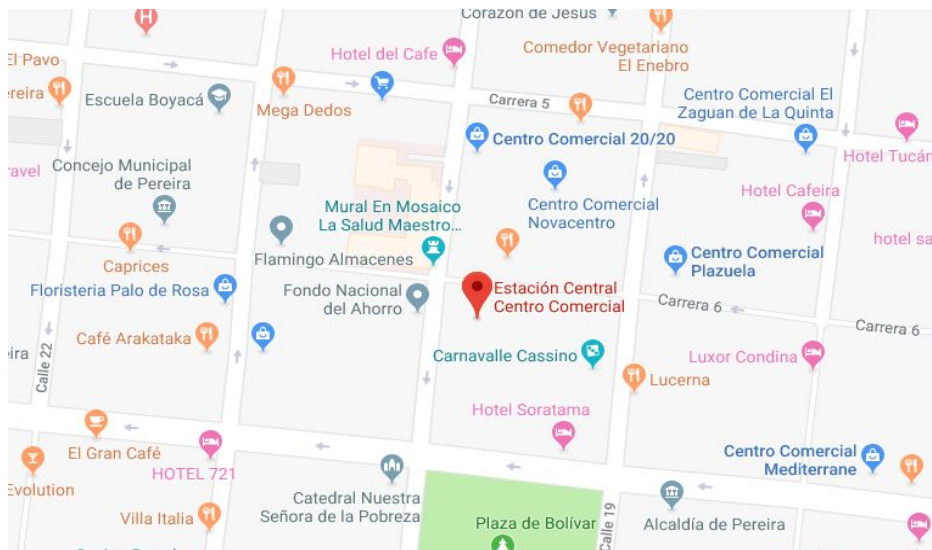 Corazon de Jesus
Hotel del Cafe
Comedor Vegetariano
El Enebro
El Pavo
ereira
Escuela Boyacá
Mega Dedos
Carrera 5
Centro Comercial El
Zaguan de La Quinta
Centro Comercial 20/20
Hotel Tucán
Concejo Municipal
de Pereira
ravel
Mural En Mosaico
La Salud Maestro...
Centro Comercial
Novacentro
Hotel Cafeira
hotel sa
Flamingo Almacenes
Caprices
Centro Comercial
Plazuela
Floristeria Palo de Rosa
Fondo Nacional
del Ahorro
Estación Central
Centro Comercial
Carrera 6
Carrera 6
Café Arakataka
eira
Calle 22
Carnavalle Cassino
Luxor Condina
Lucerna
Hotel Soratama
El Gran Café
HOTEL 721
Centro Comercial
Mediterrane
Evolution
Villa Italia
Catedral Nuestra
Señora de la Pobreza
Plaza de Bolívar
Calle 19
Alcaldía de Pereira